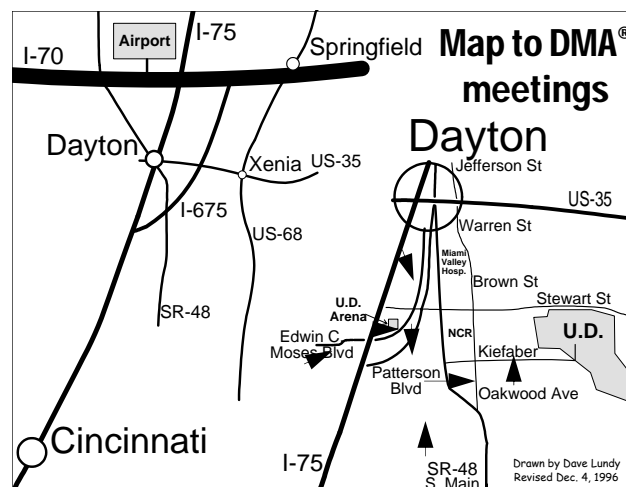 Map to DMA®
meetings
I-70
Airport
I-75
Springfield
Dayton
Xenia
US-35
I-675
US-68
SR-48
Cincinnati
Dayton
Jefferson St
US-35
Warren St
Miami
Valley
Hosp.
Brown St
Stewart St
U.D.
Arena
U.D.
Edwin C
Moses Blvd
NCR
Kiefaber
Patterson
Blvd
Oakwood Ave
I-75
SR-48
S. Main
Drawn by Dave Lundy
Revised Dec. 4, 1996